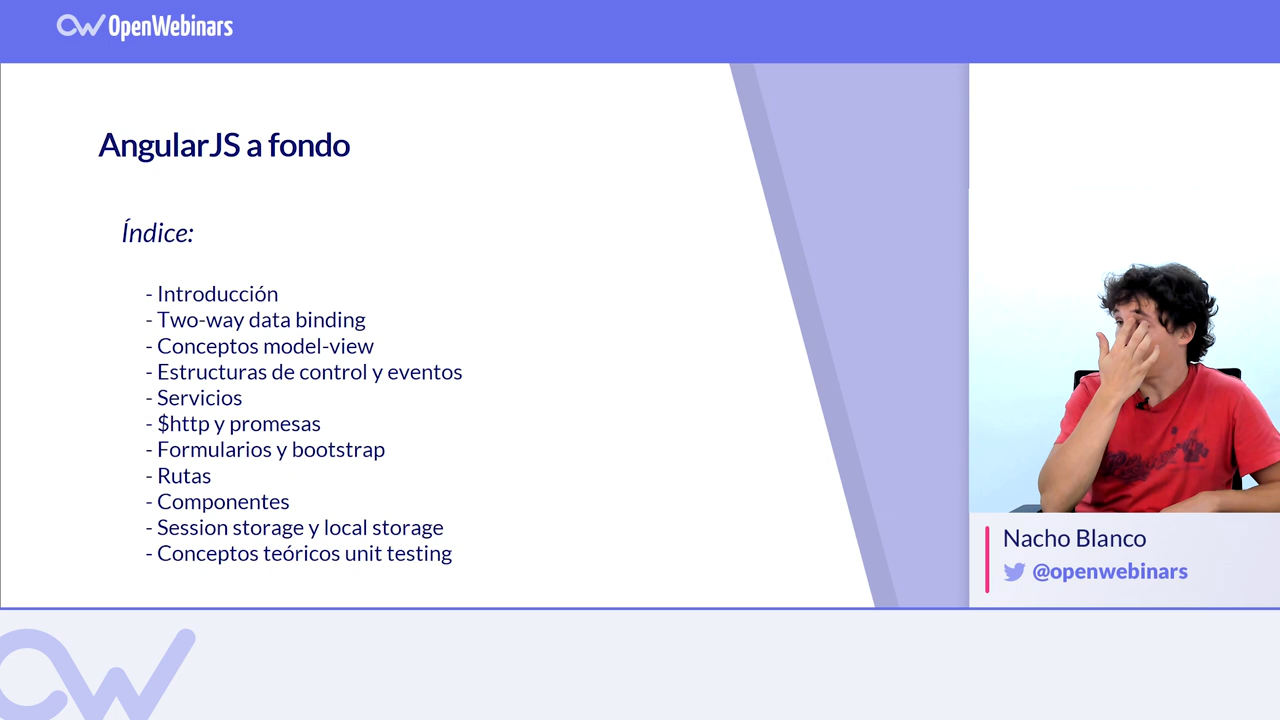 OpenWebinars
AngularJS a fondo
Índice:
- Introducción
- Two-way data binding
- Conceptos model-view
- Estructuras de control y eventos
- Servicios
- $http y promesas
- Formularios y bootstrap
- Rutas
- Componentes
- Session storage y local storage
- Conceptos teóricos unit testing
Nacho Blanco
@openwebinars